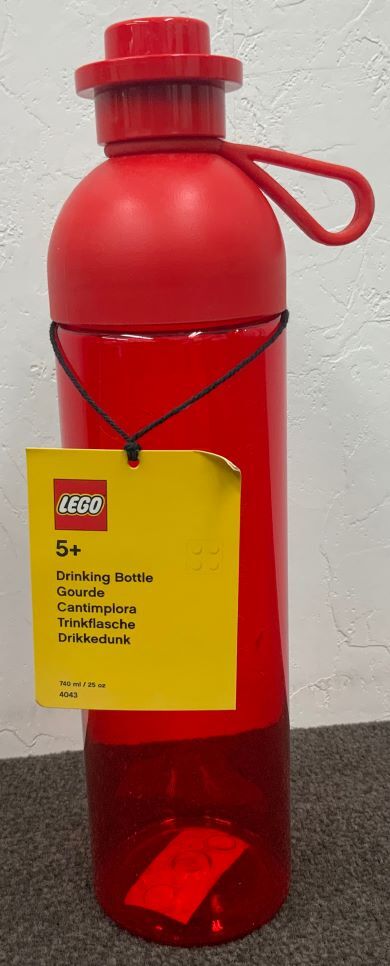 LEGO
5+
Drinking Bottle
Gourde
Cantimplora
Trinkflasche
Drikkedunk
740 ml / 25 oz
4043